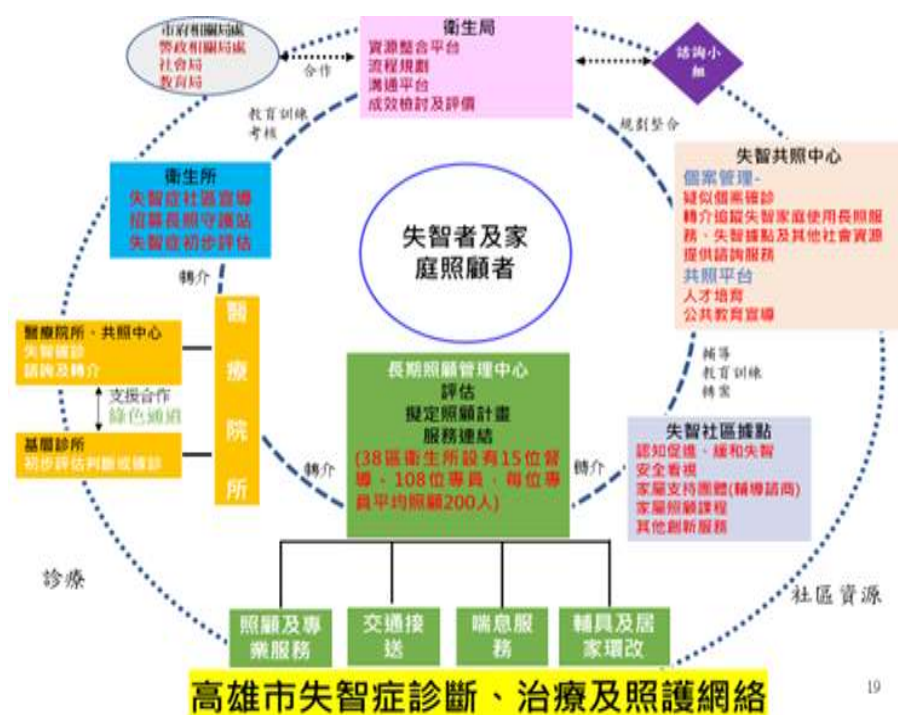 市府相關局處
警政相關局處
社會局
教育局
合作
衛生局
資源整合平台
流程規劃
溝通平台
成效檢討及評價
諮詢小
組
教育訓練
考核
規劃整合
衛生所
失智症社區宣導
招募長照守護站
失智症初步評估
失智者及家
庭照顧者
失智共照中心
個案管理-
疑似個案確診
轉介追蹤失智家庭使用長照服
務、失智據點及其他社會資源
提供諮詢服務
共照平台
人才培育
公共教育宣導
轉介
醫
療
院
所
醫療院所、共照中心
失智確診
諮詢及轉介
支援合作
綠色通道
基層診所
初步評估判斷或確診
長期照顧管理中心
評估
擬定照顧計畫
服務連結
(38區衛生所設有15位督
導、108位專員，每位專
員平均照顧200人)
轉介
轉介
輔導
教育訓練
轉案
失智社區據點
認知促進、緩和失智
安全看視
家屬支持團體(輔導諮商)
家屬照顧課程
其他創新服務
診療
社區資源
照顧及專
業服務
交通接
送
喘息服
務
輔具及居
家環改
高雄市失智症診斷、治療及照護網絡
19